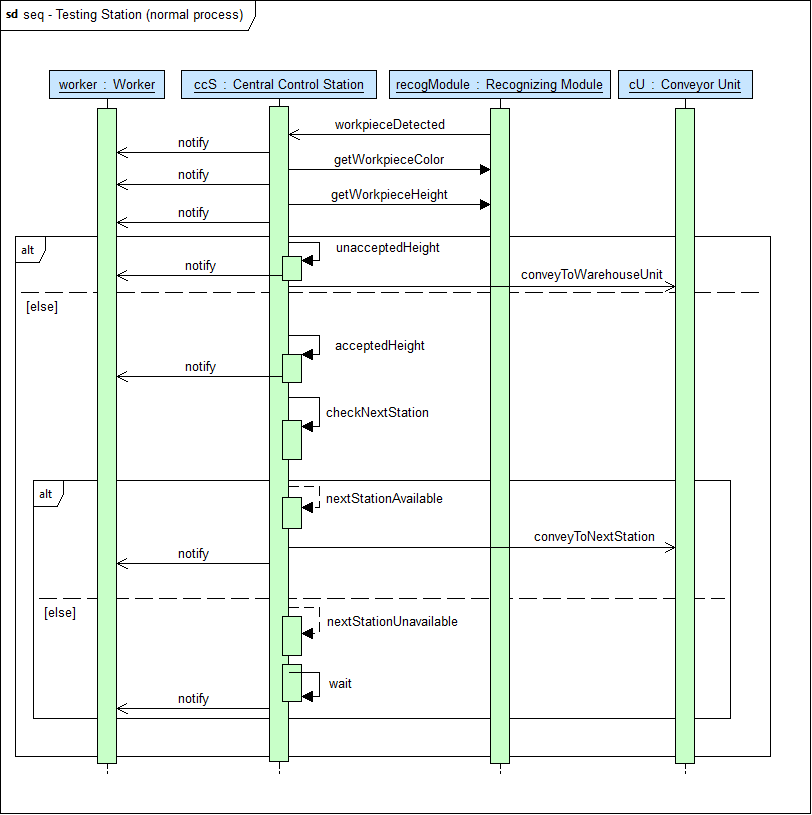 sd seq - Testing Station (normal process)
worker : Worker
ccS : Central Control Station
recogModule : Recognizing Module
cU : Conveyor Unit
workpieceDetected
notify
getWorkpieceColor
notify
getWorkpieceHeight
notify
alt
unacceptedHeight
notify
conveyToWarehouseUnit
[else]
acceptedHeight
notify
checkNextStation
alt
nextStationAvailable
conveyToNextStation
notify
[else]
nextStationUnavailable
wait
notify